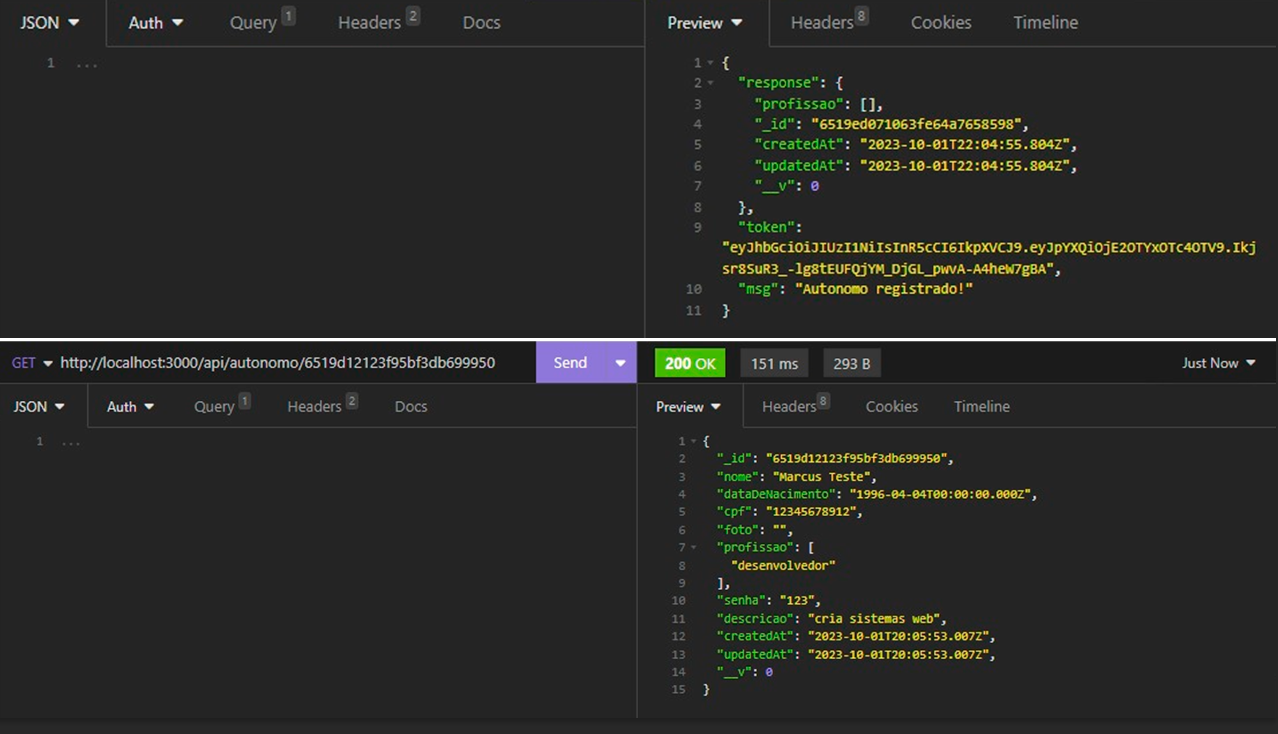 JSON Auth Query 1 Headers 2 Docs
1 ...
Preview Headers 8 Cookies Timeline
1 {
2 "response": {
3 "profissao": [],
4 "_id": "6519ed071063fe64a7658598",
5 "createdAt": "2023-10-01T22:04:55.804Z",
6 "updatedAt": "2023-10-01T22:04:55.804Z",
7 "__v": 0
8 },
9 "token":
"eyJhbGciOiJIUzI1NiIsInR5cCI6IkpXVCJ9.eyJpYXQiOjE2OTYxOTc4OTV9.Ikj
sr8SuR3_-lg8tEUFQjYM_DjGL_pwvA-A4heW7gBA",
10 "msg": "Autonomo registrado!"
11 }
GET http://localhost:3000/api/autonomo/6519d12123f95bf3db699950 Send
200 OK 151 ms 293 B Just Now
JSON Auth Query 1 Headers 2 Docs
1 ...
Preview Headers 8 Cookies Timeline
1 {
2 "_id": "6519d12123f95bf3db699950",
3 "nome": "Marcus Teste",
4 "dataDeNacimento": "1996-04-04T00:00:00.000Z",
5 "cpf": "12345678912",
6 "foto": "",
7 "profissao": [
8 "desenvolvedor"
9 ],
10 "senha": "123",
11 "descricao": "cria sistemas web",
12 "createdAt": "2023-10-01T20:05:53.007Z",
13 "updatedAt": "2023-10-01T20:05:53.007Z",
14 "__v": 0
15 }